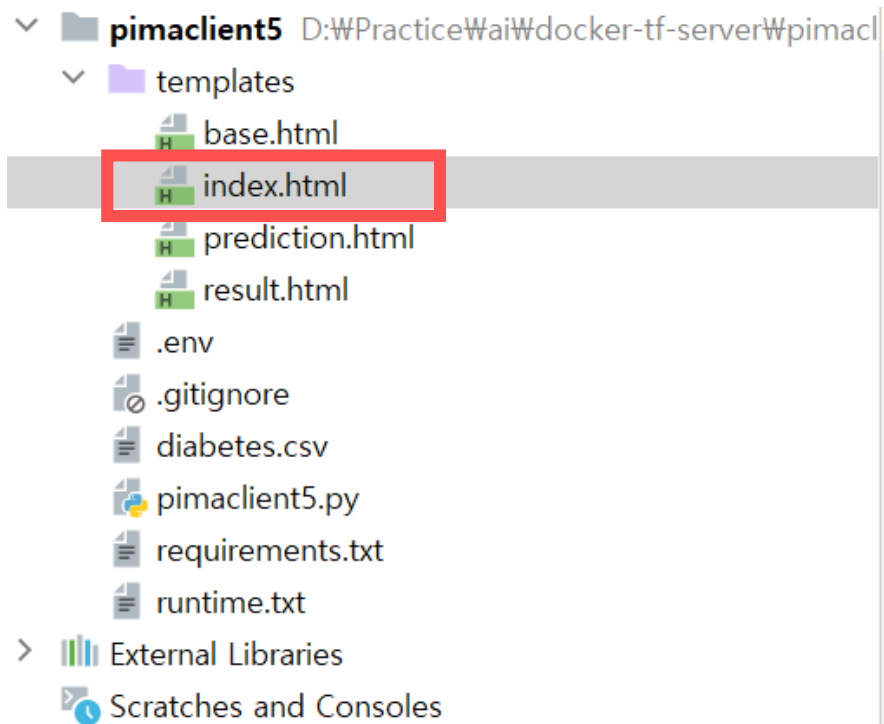 pimaclient5 D:₩Practice₩ai₩docker-tf-server₩pimacl
templates
H base.html
H index.html
H prediction.html
H result.html
.env
.gitignore
diabetes.csv
pimaclient5.py
requirements.txt
runtime.txt
External Libraries
Scratches and Consoles